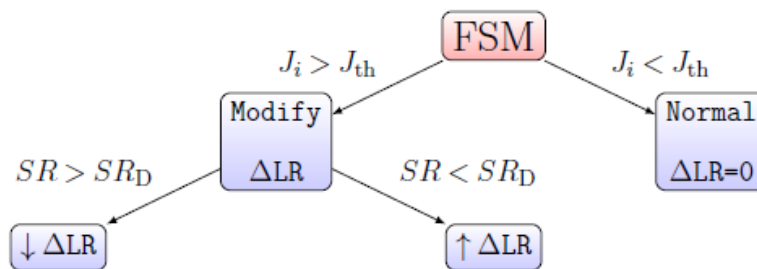 FSM
J_i > J_th
J_i < J_th
Modify
ΔLR
Normal
ΔLR=0
SR > SR_D
SR < SR_D
↓ ΔLR
↑ ΔLR